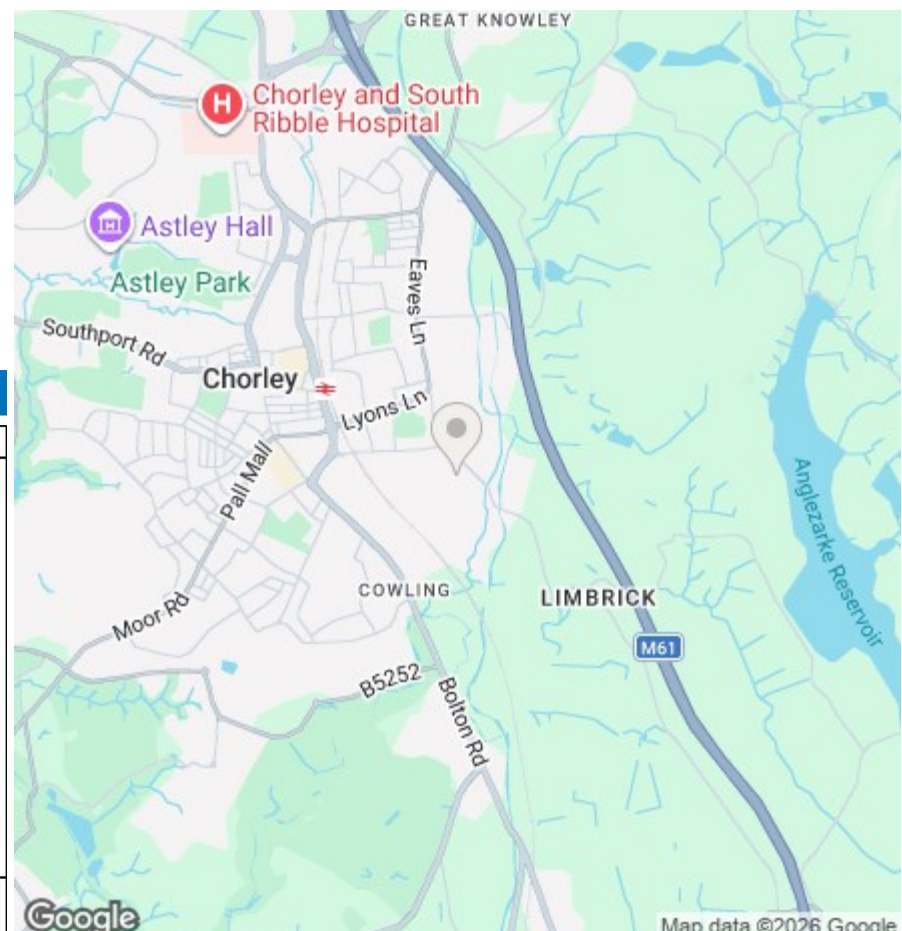 GREAT KNOWLEY
H
Chorley and South
Ribble Hospital
Astley Hall
Astley Park
Eaves Ln
Southport Rd
Chorley
Lyons Ln
Pall Mall
Anglezarke Reservoir
COWLING
LIMBRICK
Moor Rd
M61
B5252
Bolton Rd
Google
Map data ©2026 Google